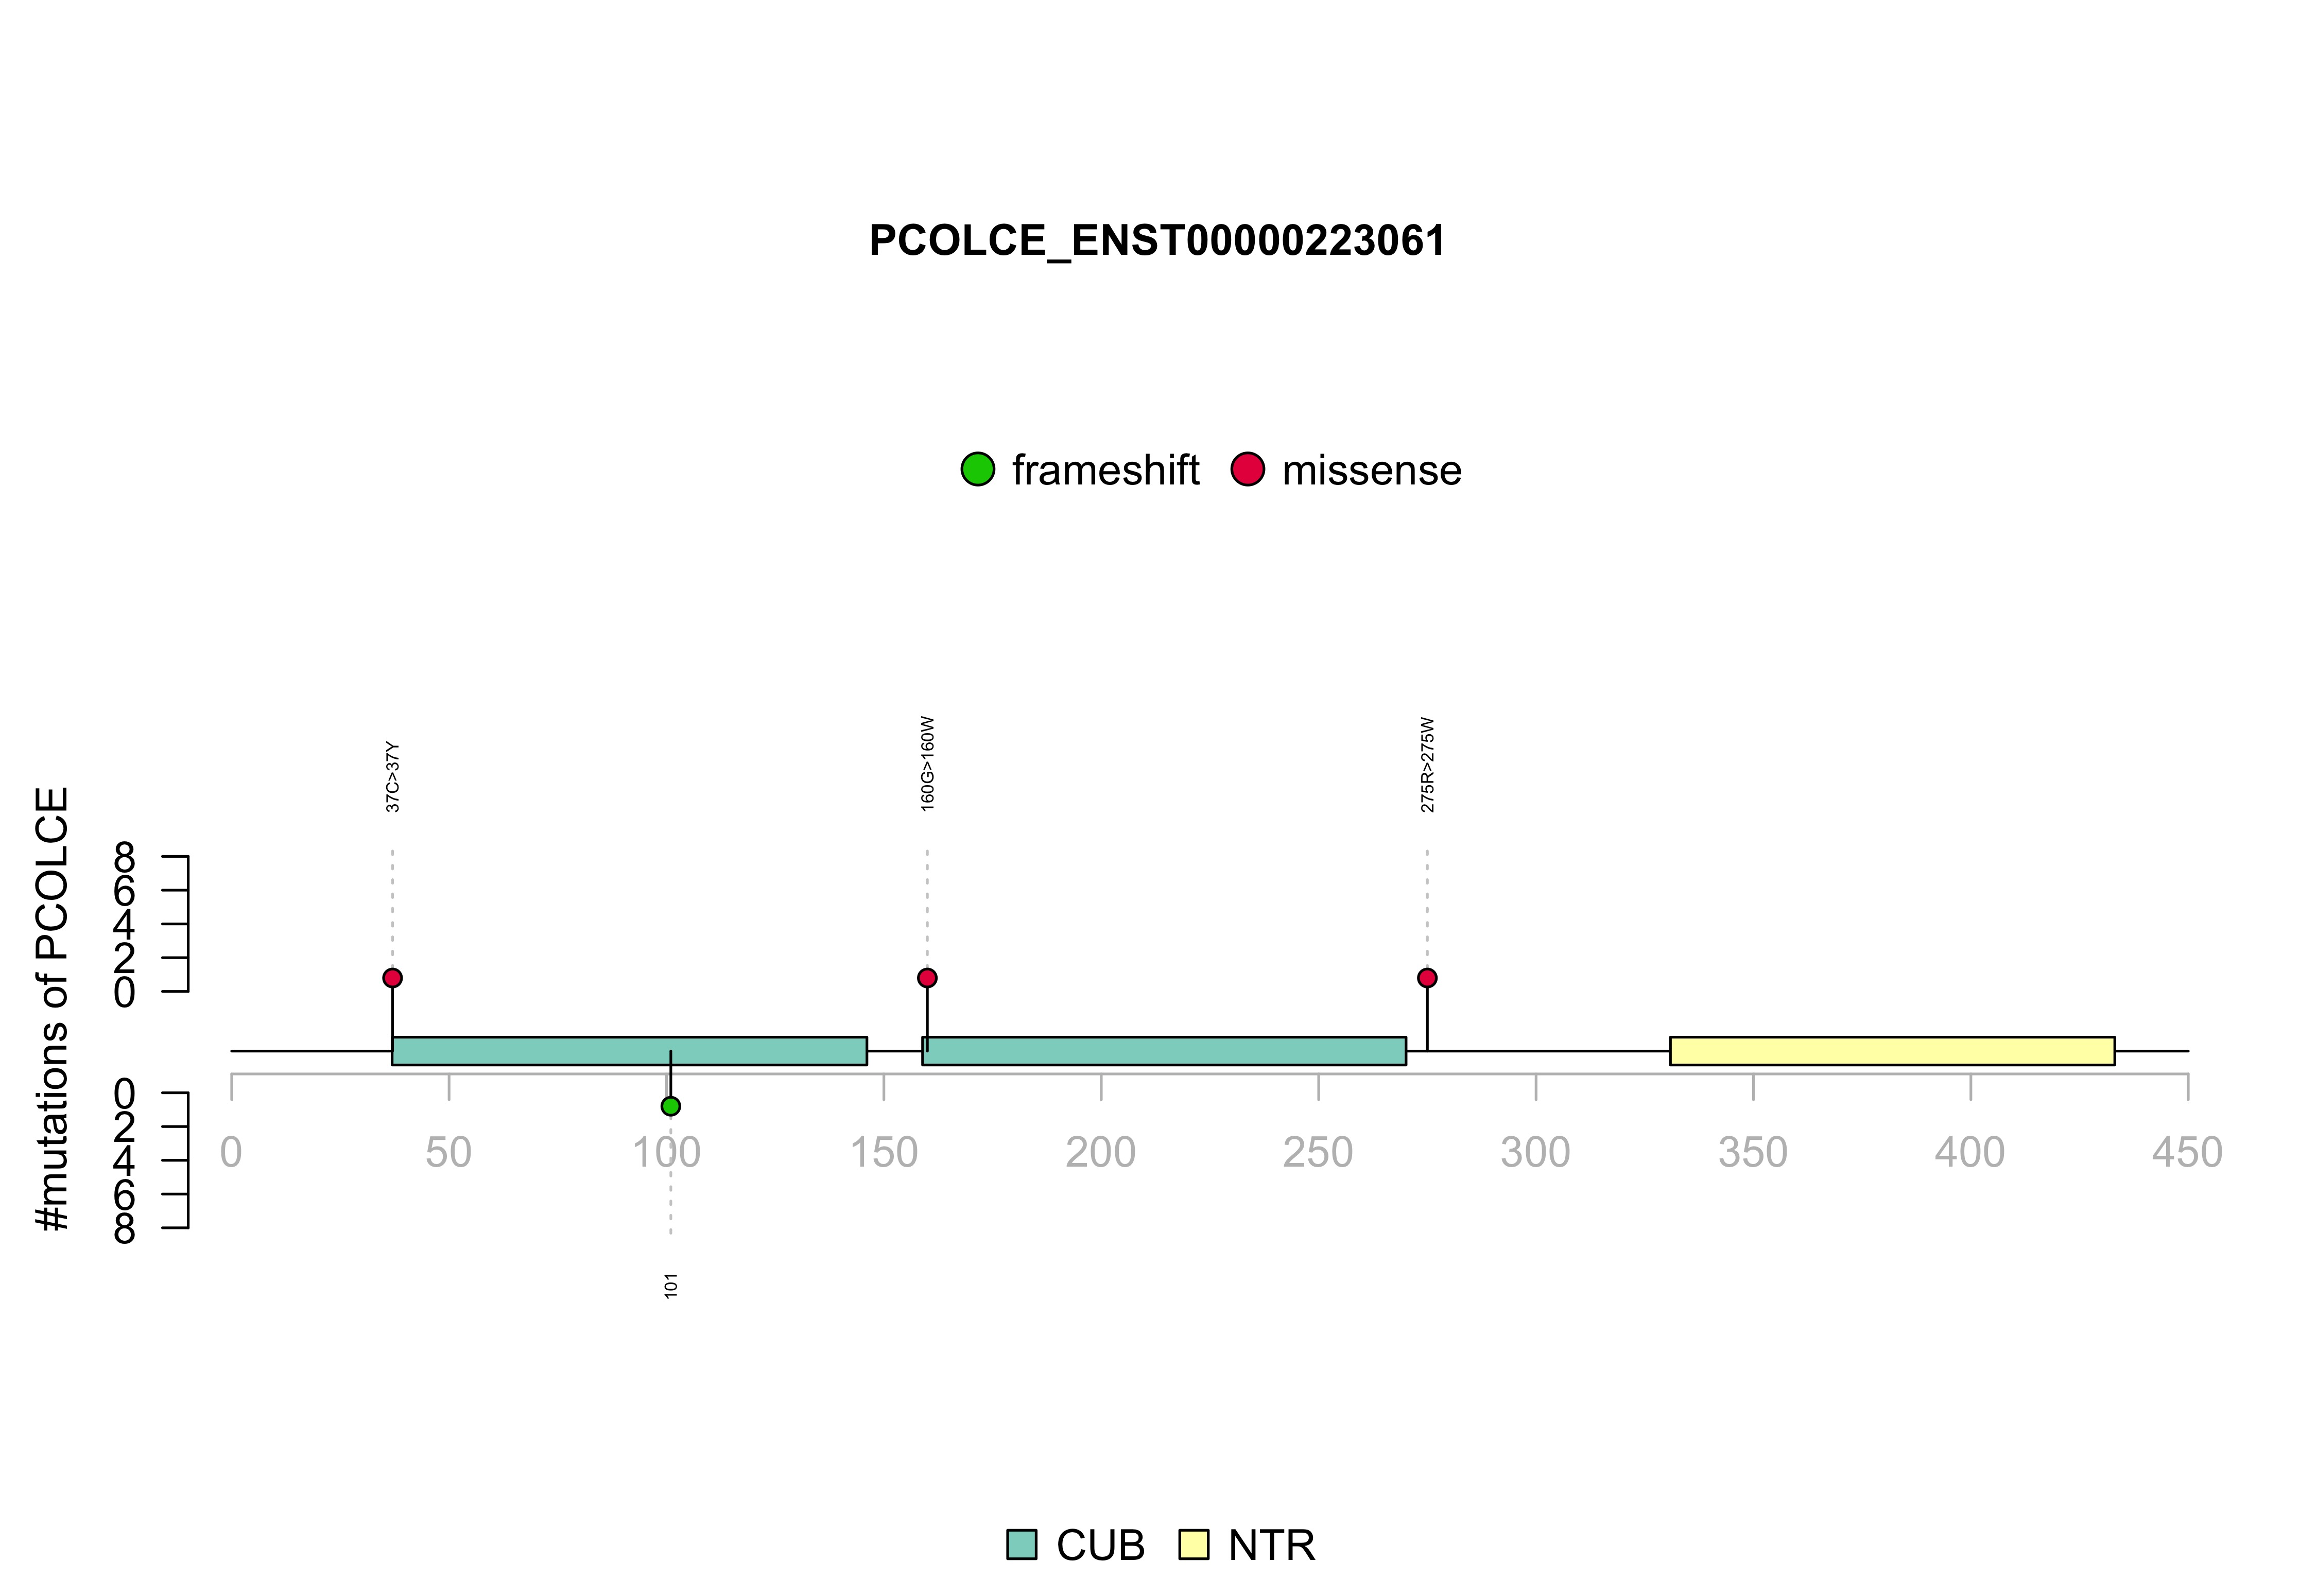 PCOLCE_ENST00000223061
frameshift missense
37C>37Y 160G>160W 275R>275W
#mutations of PCOLCE
8
6
4
2
0
0
2
4
6
8
0 50 100 150 200 250 300 350 400 450
101
CUB NTR